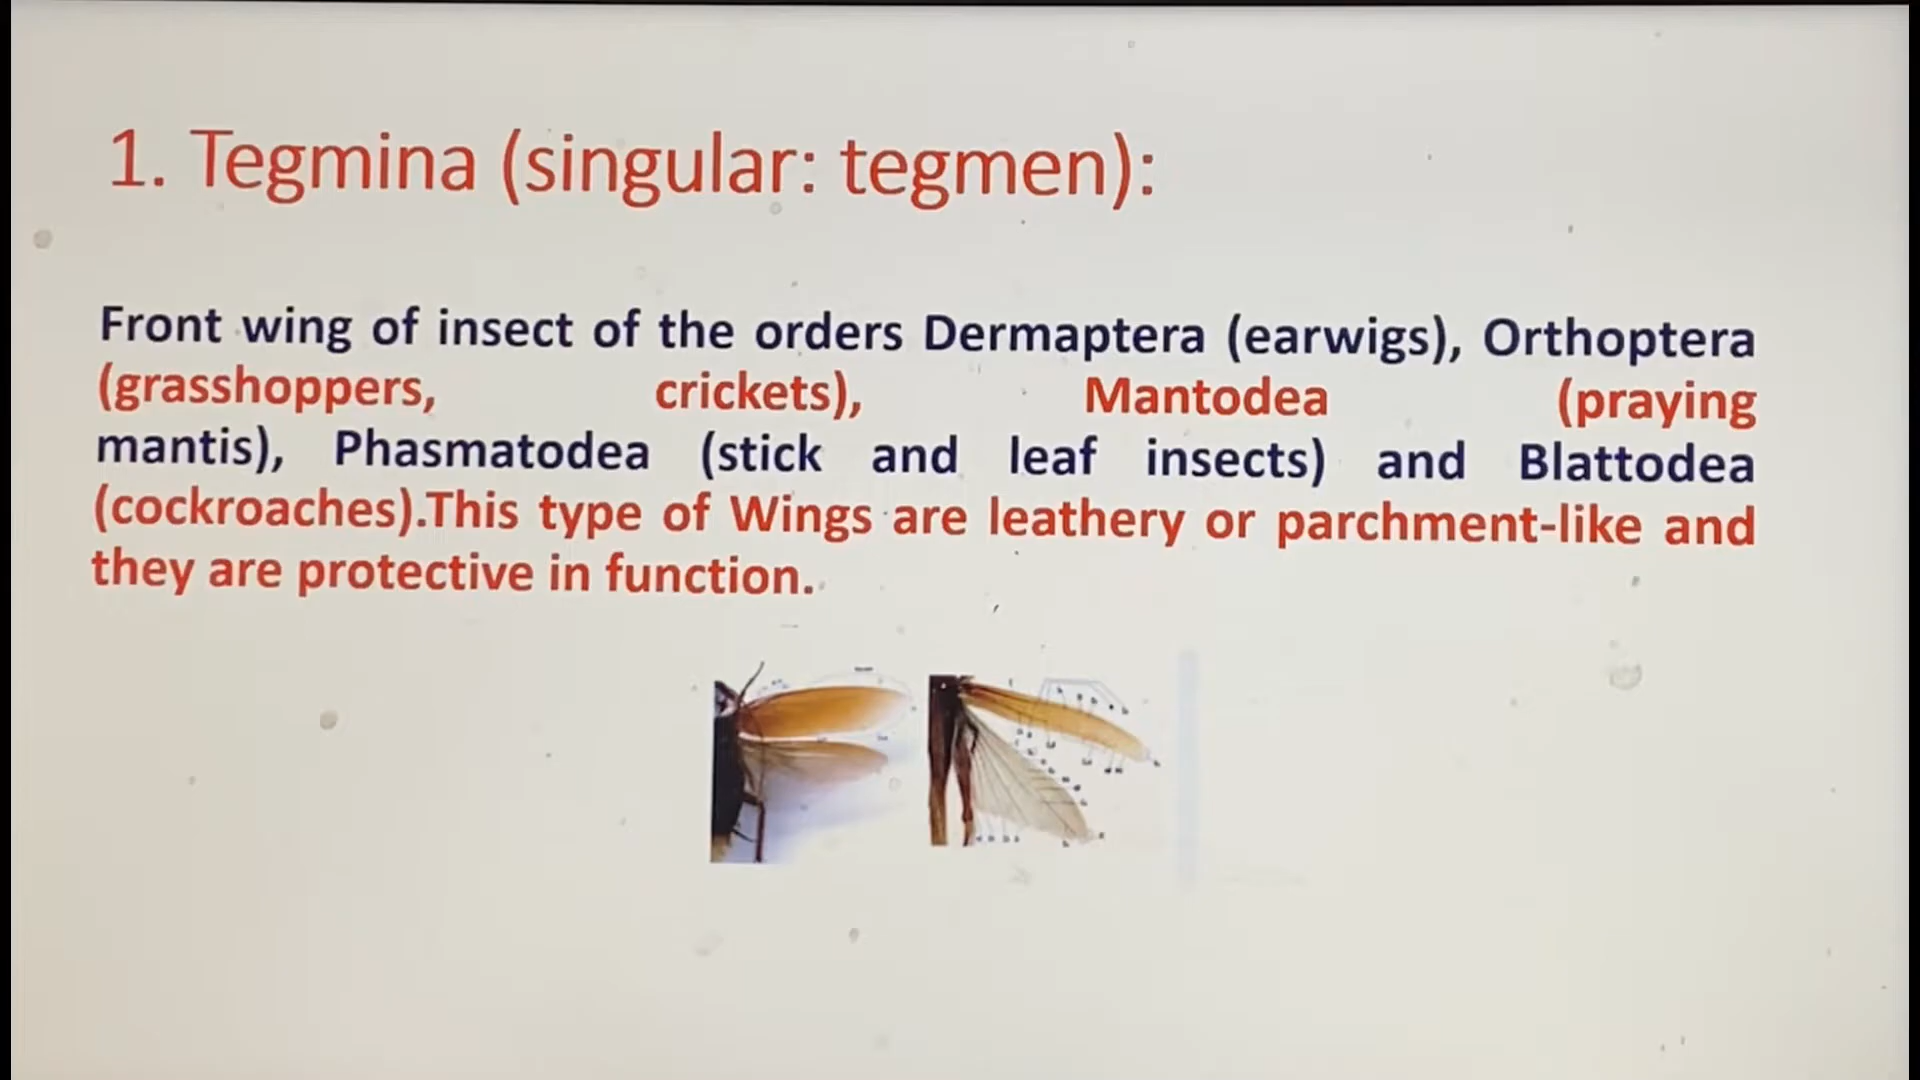 1. Tegmina (singular: tegmen):
Front wing of insect of the orders Dermaptera (earwigs), Orthoptera
(grasshoppers, crickets), Mantodea (praying
mantis), Phasmatodea (stick and leaf insects) and Blattodea
(cockroaches).This type of Wings are leathery or parchment-like and
they are protective in function.